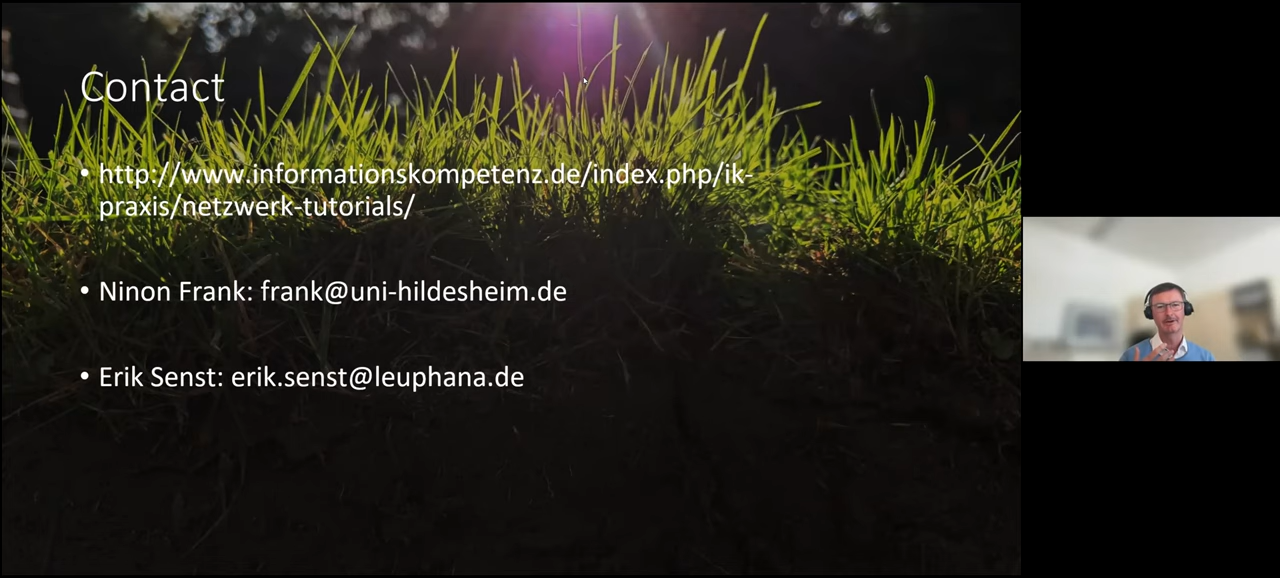 Contact
• http://www.informationskompetenz.de/index.php/ik-
praxis/netzwerk-tutorials/
• Ninon Frank: frank@uni-hildesheim.de
• Erik Senst: erik.senst@leuphana.de